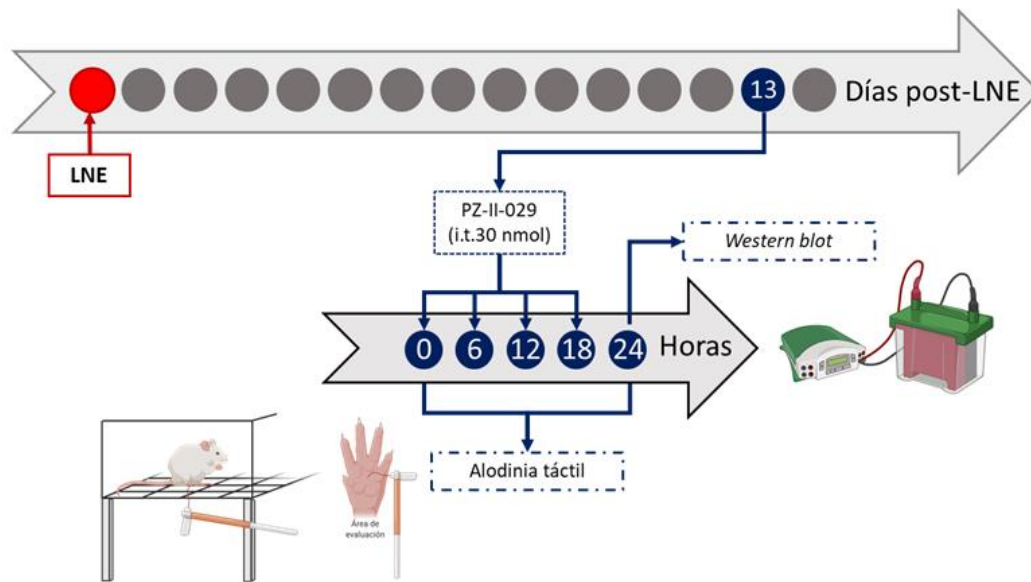 13
Días post-LNE
LNE
PZ-II-029
(i.t.30 nmol)
Western blot
0 6 12 18 24 Horas
Alodinia táctil
Área de
evaluación